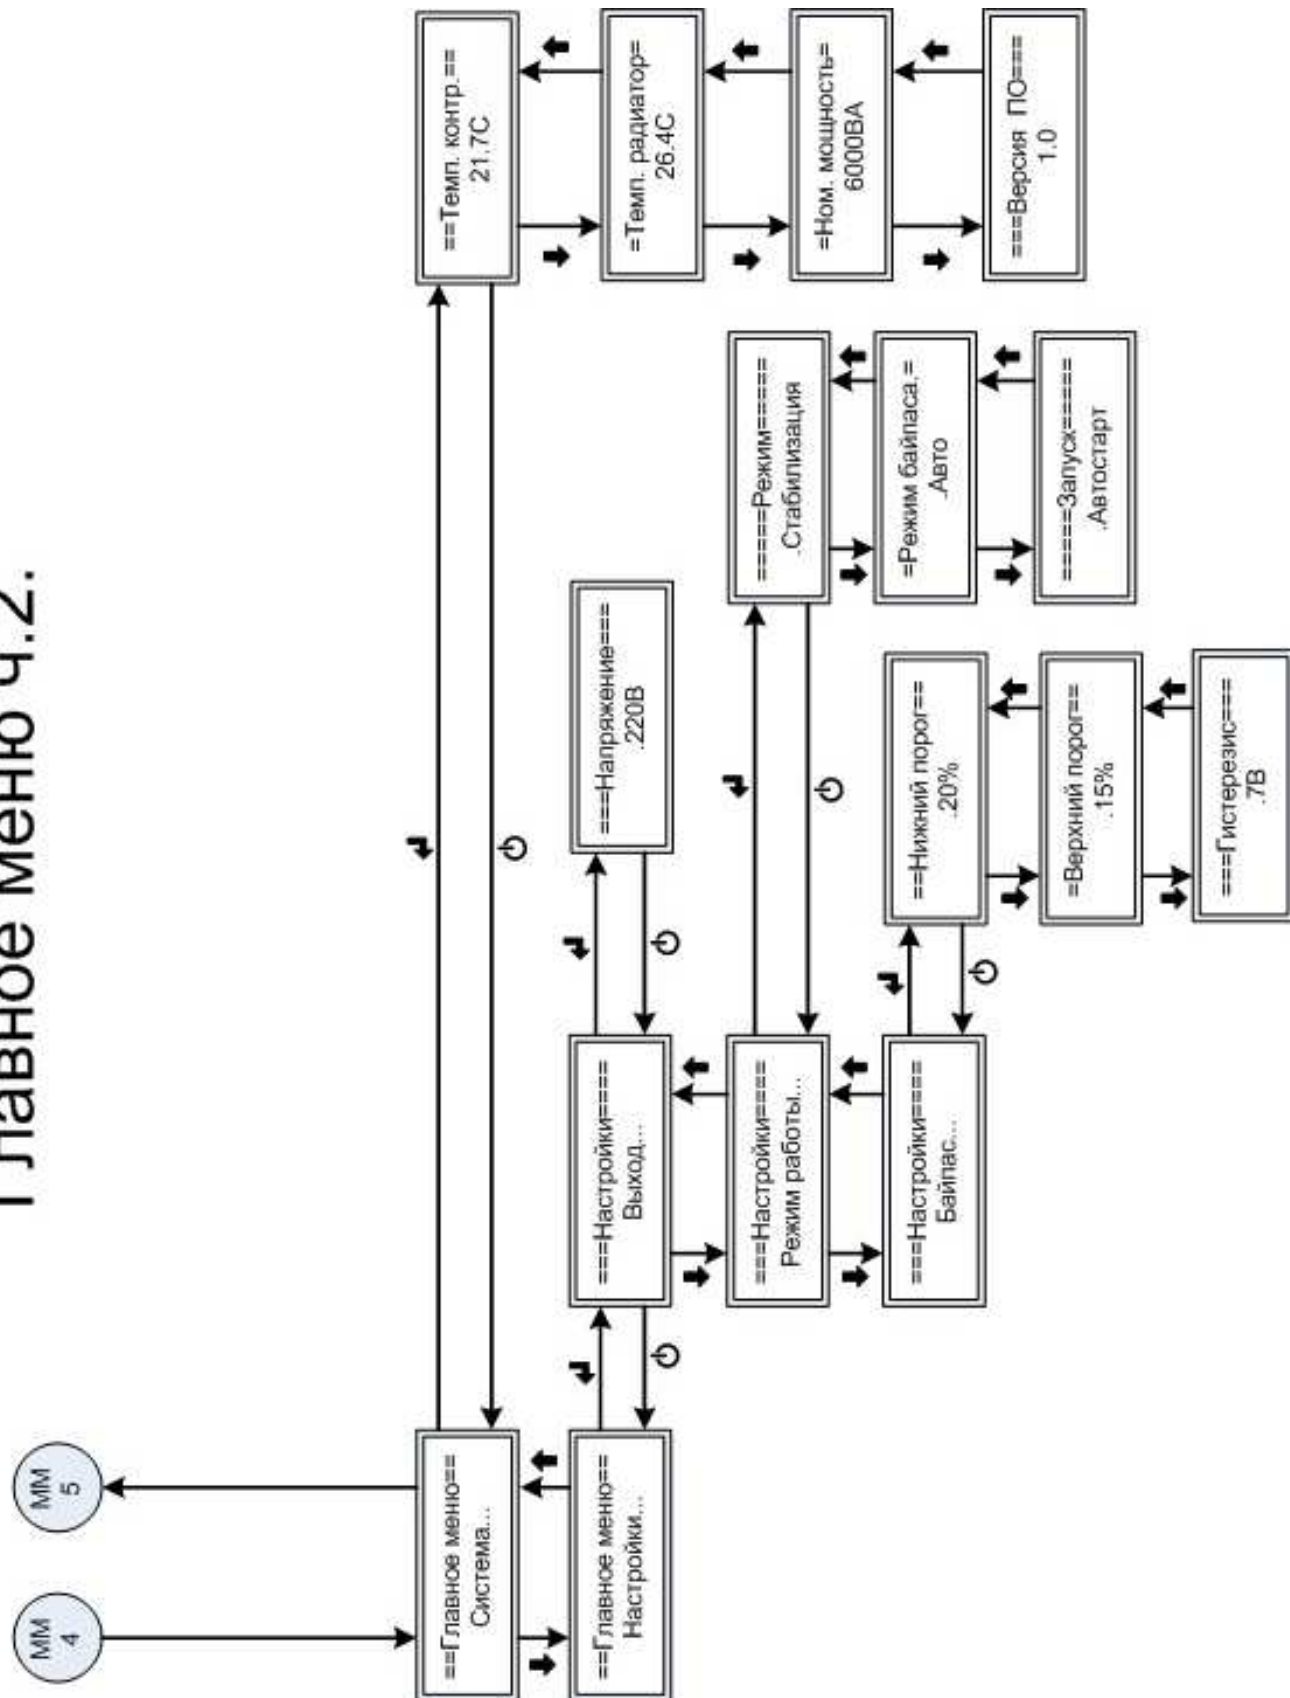 Главное меню ч.2.
ММ
4
ММ
5
==Главное меню==
Система...
==Темп. контр.==
21.7С
==Главное меню==
Настройки...
===Настройки====
Выход...
===Напряжение===
.220В
=Темп. радиатор=
26.4С
===Настройки====
Режим работы...
=====Режим======
.Стабилизация
=Ном. мощность=
6000ВА
===Настройки====
Байпас...
==Нижний порог==
.20%
=Режим байпаса.=
.Авто
===Версия ПО===
1.0
=Верхний порог==
.15%
=====Запуск=====
.Автостарт
===Гистерезис===
.7В